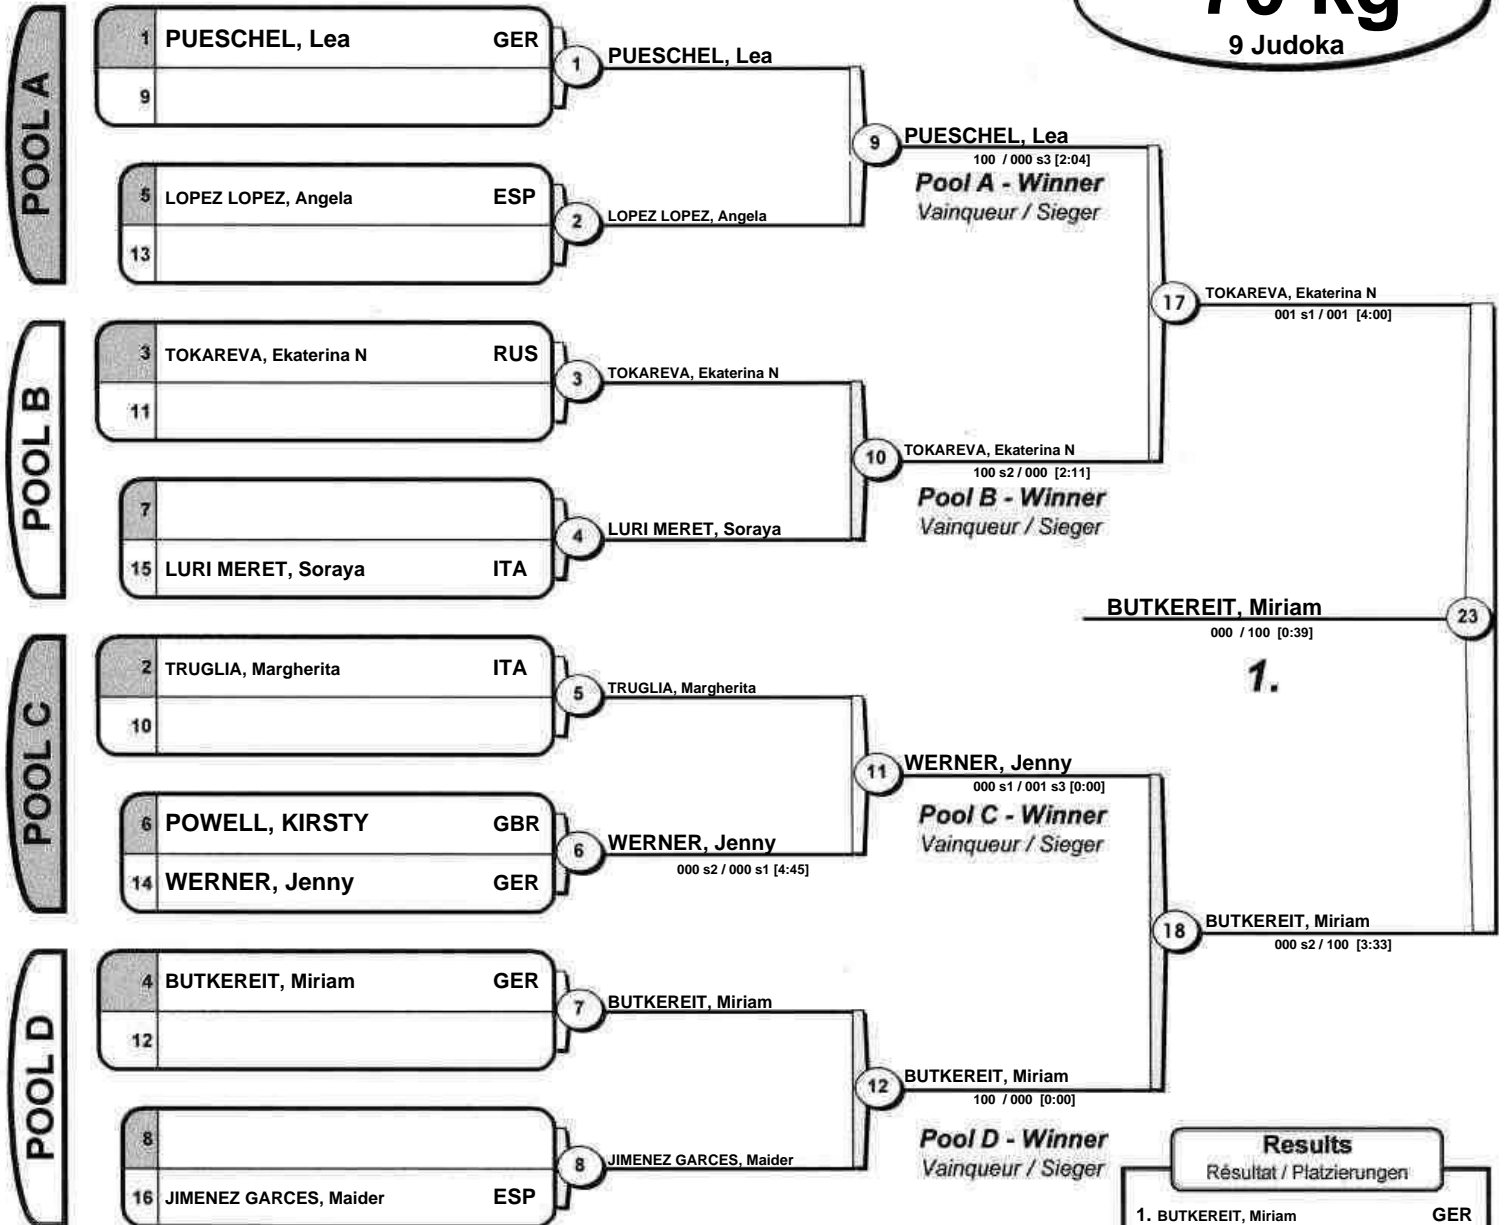 9 Judoka
POOL A
1 PUESCHEL, Lea GER
9
1 PUESCHEL, Lea
5 LOPEZ LOPEZ, Angela ESP
13
2 LOPEZ LOPEZ, Angela
9 PUESCHEL, Lea
100 / 000 s3 [2:04]
Pool A - Winner
Vainqueur / Sieger
POOL B
3 TOKAREVA, Ekaterina N RUS
11
3 TOKAREVA, Ekaterina N
7
15 LURI MERET, Soraya ITA
4 LURI MERET, Soraya
10 TOKAREVA, Ekaterina N
100 s2 / 000 [2:11]
Pool B - Winner
Vainqueur / Sieger
17 TOKAREVA, Ekaterina N
001 s1 / 001 [4:00]
BUTKEREIT, Miriam 23
000 / 100 [0:39]
1.
POOL C
2 TRUGLIA, Margherita ITA
10
5 TRUGLIA, Margherita
6 POWELL, KIRSTY GBR
14 WERNER, Jenny GER
6 WERNER, Jenny
000 s2 / 000 s1 [4:45]
11 WERNER, Jenny
000 s1 / 001 s3 [0:00]
Pool C - Winner
Vainqueur / Sieger
POOL D
4 BUTKEREIT, Miriam GER
12
7 BUTKEREIT, Miriam
8
16 JIMENEZ GARCES, Maider ESP
8 JIMENEZ GARCES, Maider
12 BUTKEREIT, Miriam
100 / 000 [0:00]
Pool D - Winner
Vainqueur / Sieger
18 BUTKEREIT, Miriam
000 s2 / 100 [3:33]
Results
Résultat / Platzierungen
1. BUTKEREIT, Miriam GER